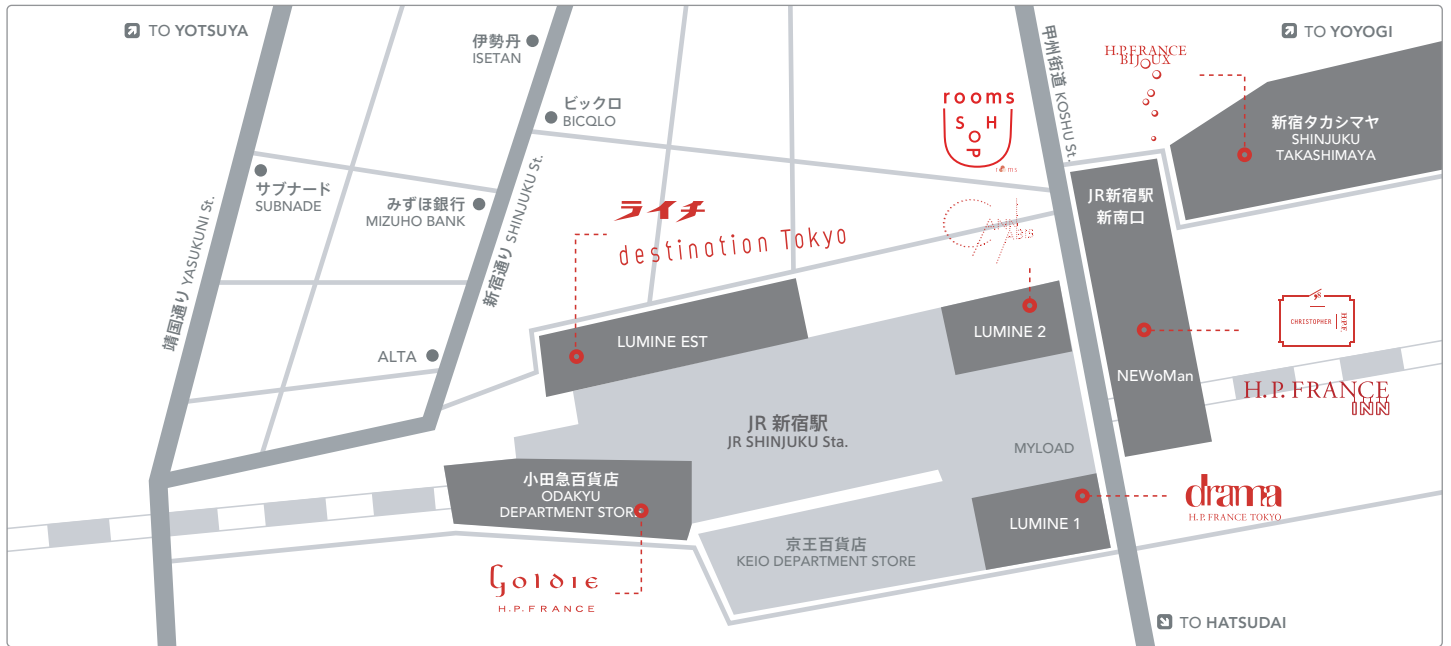 TO YOTSUYA
伊勢丹
ISETAN
ビックロ
BICQLO
サブナード
SUBNADE
みずほ銀行
MIZUHO BANK
靖国通り YASUKUNI St.
新宿通り SHINJUKU St.
ALTA
ライチ
destination Tokyo
LUMINE EST
rooms
SHOP
rooms
CANNABIS
甲州街道 KOSHU St.
H.P.FRANCE
BIJOUX
TO YOYOGI
新宿タカシマヤ
SHINJUKU
TAKASHIMAYA
JR新宿駅
新南口
LUMINE 2
NEWoMan
CHRISTOPHER
H.P.F.
H.P. FRANCE
INN
JR 新宿駅
JR SHINJUKU Sta.
MYLOAD
小田急百貨店
ODAKYU
DEPARTMENT STORE
LUMINE 1
drama
H.P.FRANCE TOKYO
京王百貨店
KEIO DEPARTMENT STORE
Goldie
H.P.FRANCE
TO HATSUDAI